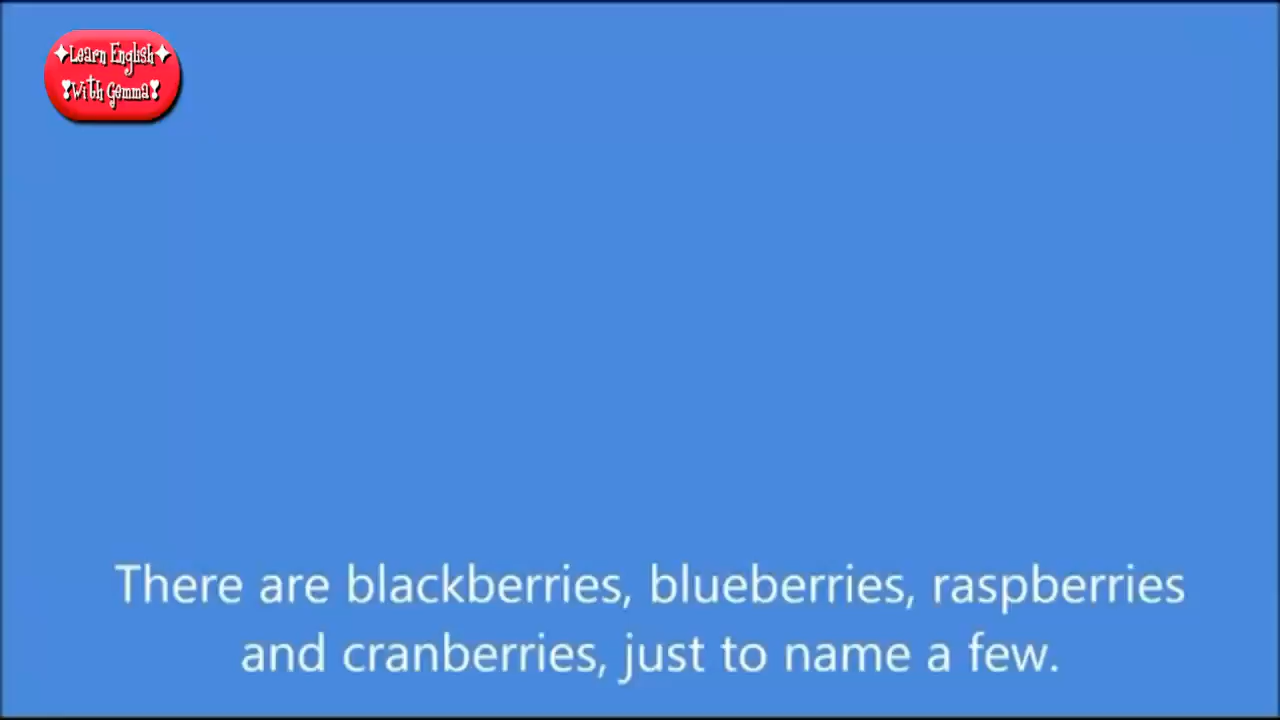 Learn English
With Gemma
There are blackberries, blueberries, raspberries
and cranberries, just to name a few.